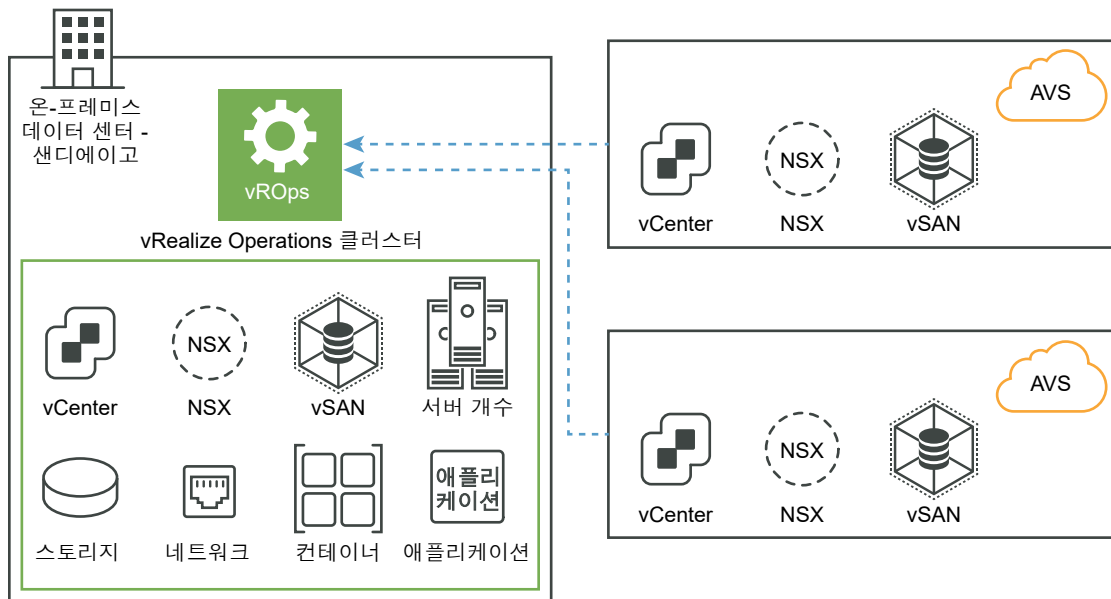 온-프레미스
데이터 센터 -
샌디에이고
vROps
vRealize Operations 클러스터
NSX
vCenter
NSX
vSAN
서버 개수
애플리
케이션
스토리지
네트워크
컨테이너
애플리케이션
AVS
NSX
vCenter
NSX
vSAN
AVS
NSX
vCenter
NSX
vSAN